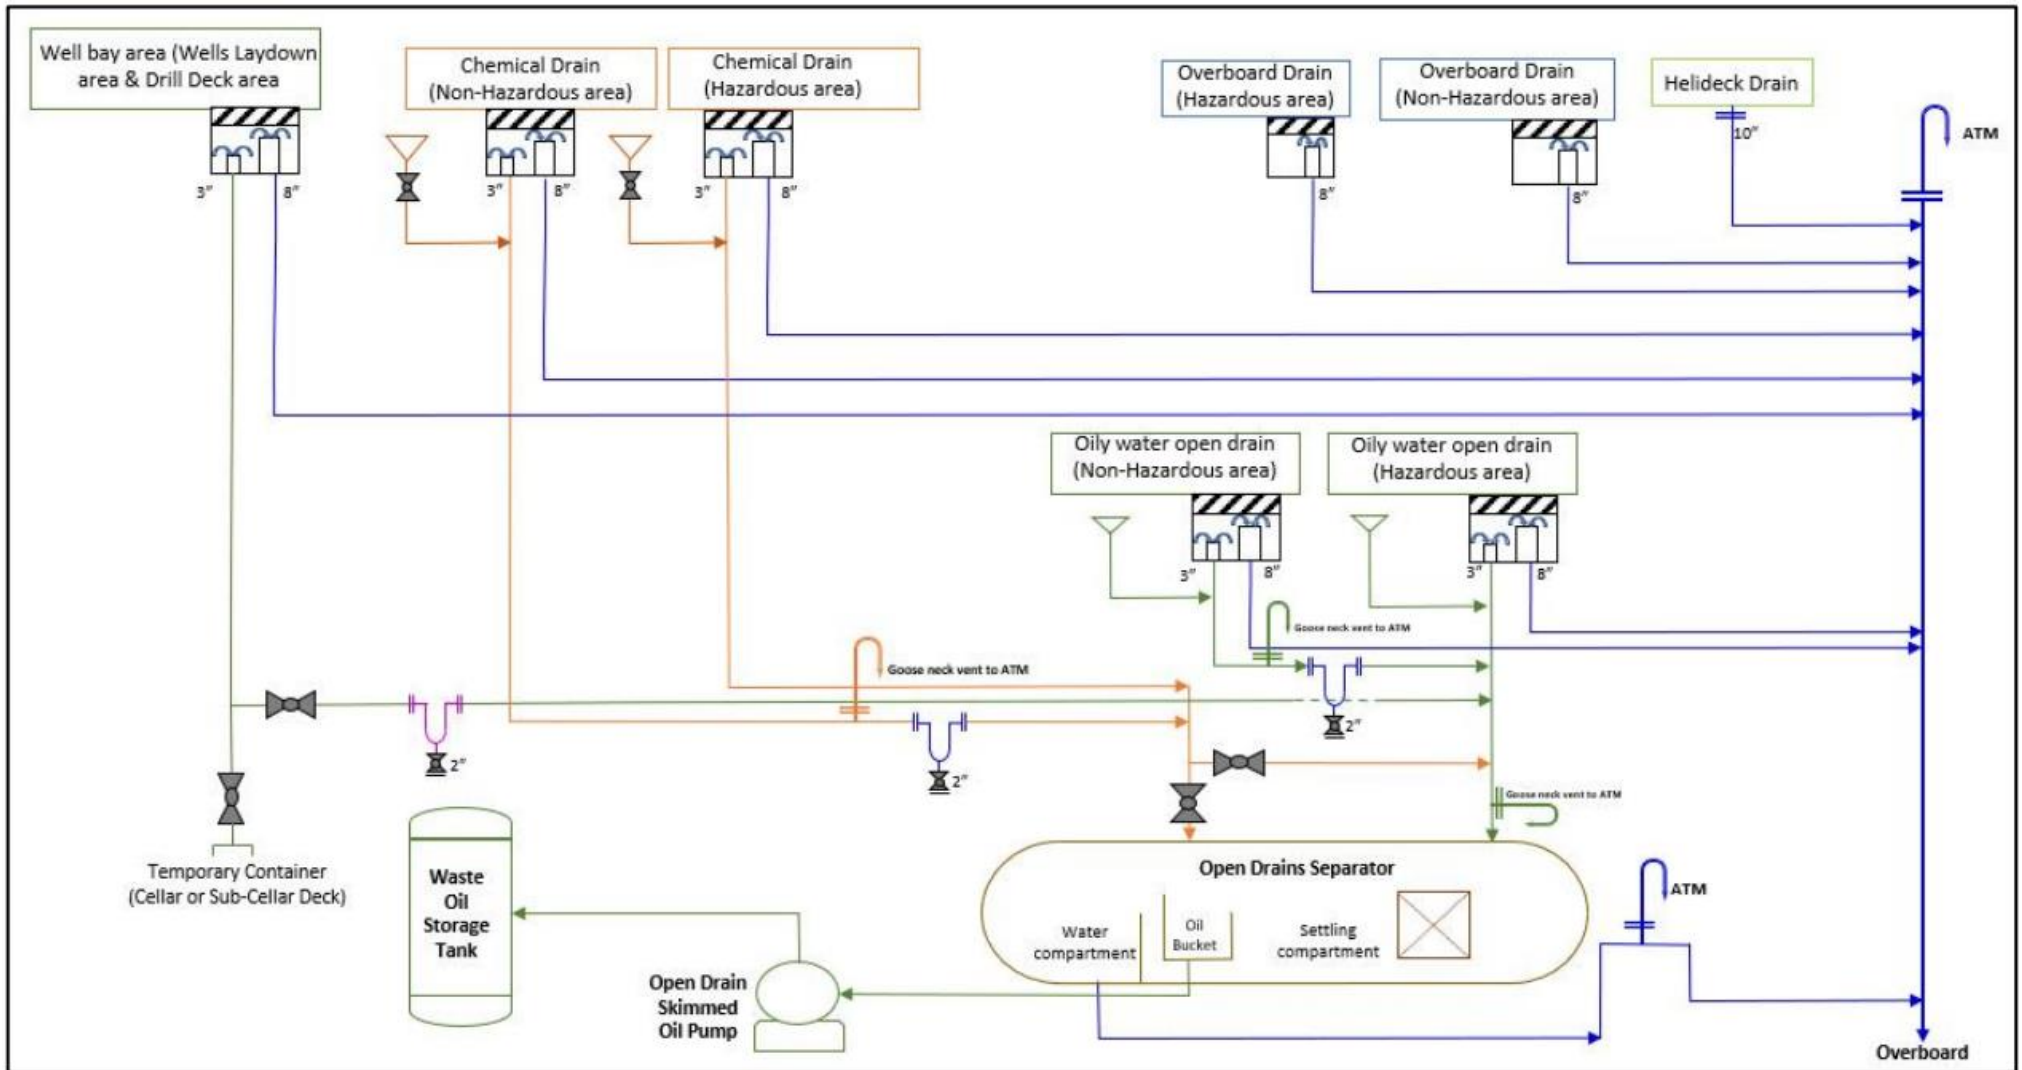 Well bay area (Wells Laydown
area & Drill Deck area
Chemical Drain
(Non-Hazardous area)
Chemical Drain
(Hazardous area)
Overboard Drain
(Hazardous area)
Overboard Drain
(Non-Hazardous area)
Helideck Drain
10"
ATM
3"
8"
3"
8"
3"
8"
8"
8"
Oily water open drain
(Non-Hazardous area)
Oily water open drain
(Hazardous area)
3"
8"
3"
8"
Goose neck vent to ATM
Goose neck vent to ATM
2"
2"
2"
Goose neck vent to ATM
Temporary Container
(Cellar or Sub-Cellar Deck)
Waste
Oil
Storage
Tank
Open Drain
Skimmed
Oil Pump
Open Drains Separator
Water
compartment
Oil
Bucket
Settling
compartment
ATM
Overboard